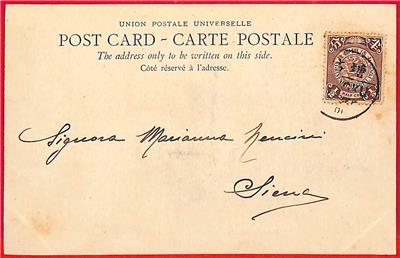 UNION POSTALE UNIVERSELLE
POST CARD - CARTE POSTALE
The address only to be written on this side.
Côté réservé à l'adresse.
Signora Marianna Nencini
Siena